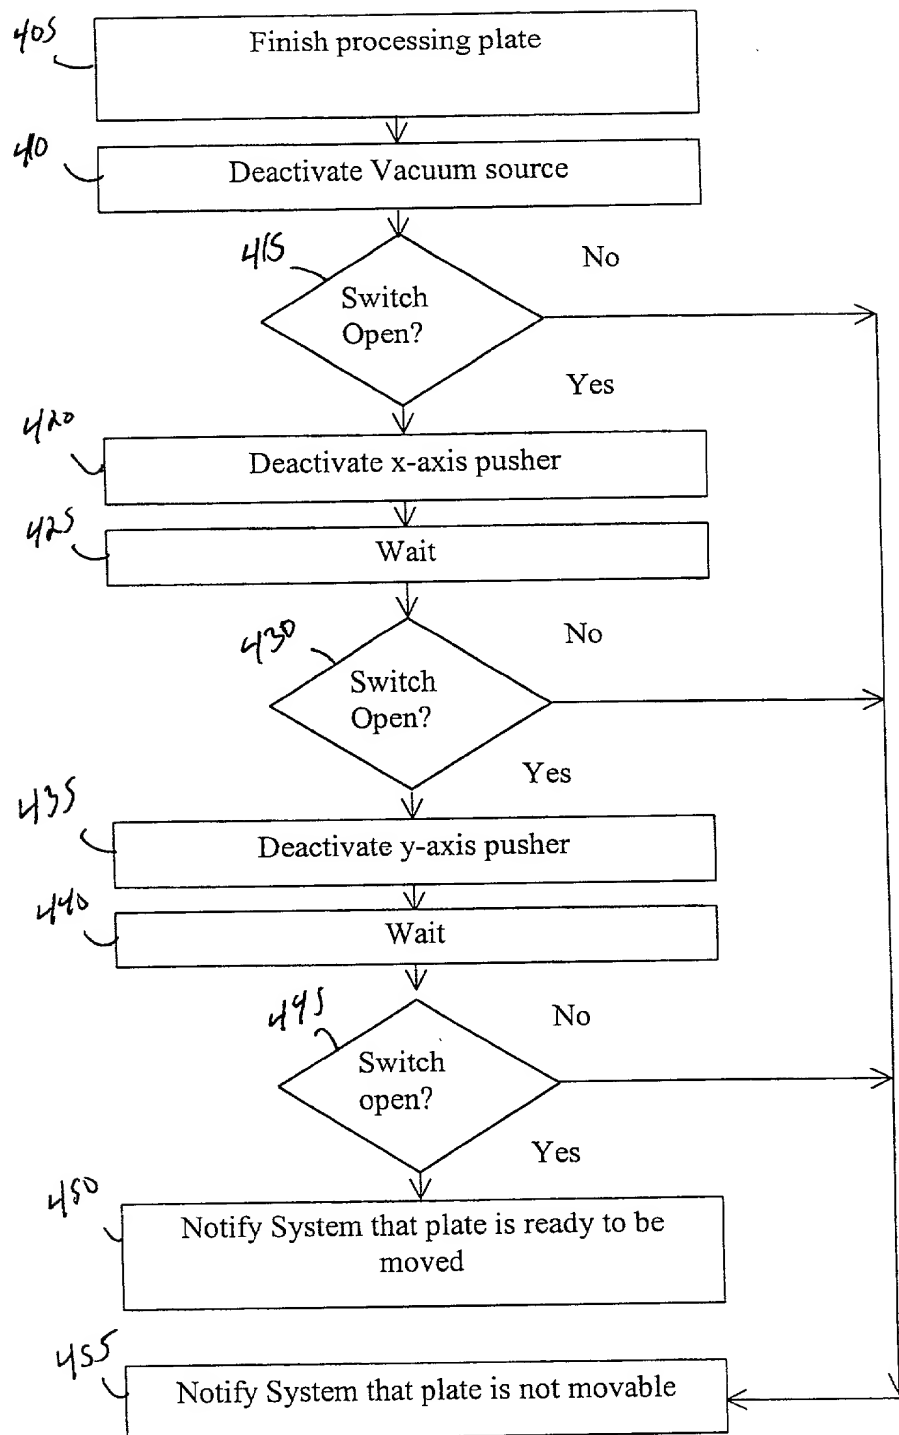 405
Finish processing plate
410
Deactivate Vacuum source
415
No
Switch
Open?
Yes
420
Deactivate x-axis pusher
425
Wait
430
No
Switch
Open?
Yes
435
Deactivate y-axis pusher
440
Wait
445
No
Switch
open?
Yes
450
Notify System that plate is ready to be
moved
455
Notify System that plate is not movable